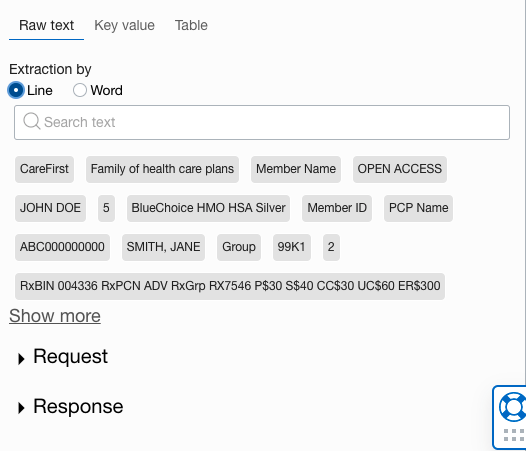 Raw text Key value Table
Extraction by
Line Word
Search text
CareFirst Family of health care plans Member Name OPEN ACCESS
JOHN DOE 5 BlueChoice HMO HSA Silver Member ID PCP Name
ABC000000000 SMITH, JANE Group 99K1 2
RxBIN 004336 RxPCN ADV RxGrp RX7546 P$30 S$40 CC$30 UC$60 ER$300
Show more
Request
Response